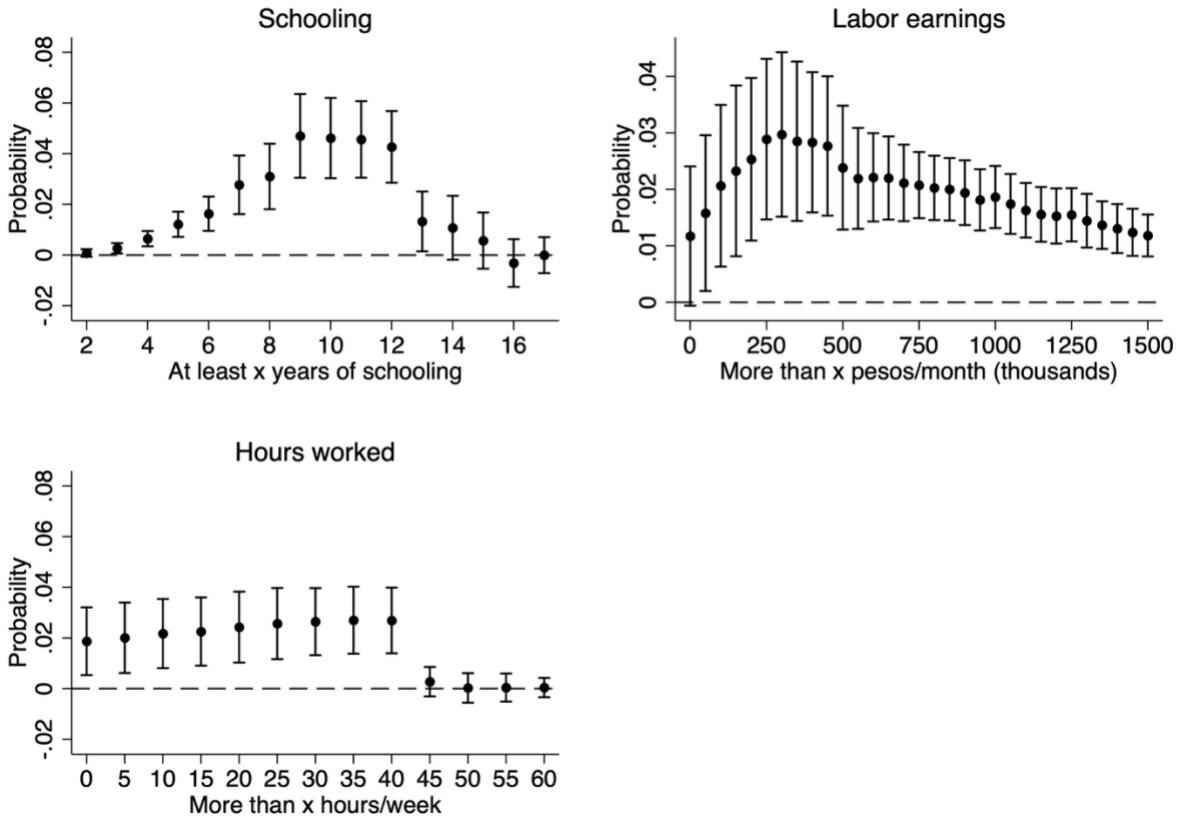 Schooling
Probability
.08
.06
.04
.02
0
-.02
2 4 6 8 10 12 14 16
At least x years of schooling
Labor earnings
Probability
.04
.03
.02
.01
0
0 250 500 750 1000 1250 1500
More than x pesos/month (thousands)
Hours worked
Probability
.08
.06
.04
.02
0
-.02
0 5 10 15 20 25 30 35 40 45 50 55 60
More than x hours/week